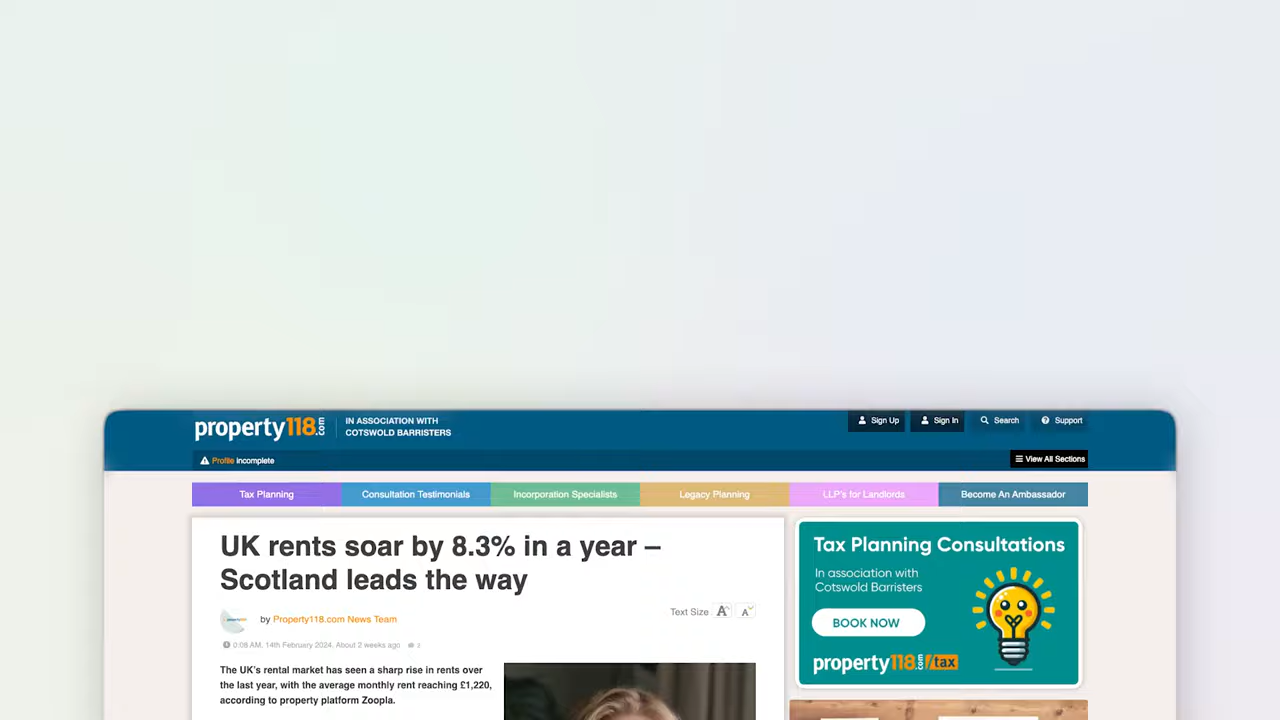 property118.com
IN ASSOCIATION WITH
COTSWOLD BARRISTERS
Sign Up
Sign In
Search
Support
Profile incomplete
View All Sections
Tax Planning
Consultation Testimonials
Incorporation Specialists
Legacy Planning
LLP's for Landlords
Become An Ambassador
UK rents soar by 8.3% in a year –
Scotland leads the way
by Property118.com News Team
Text Size A A
0:08 AM, 14th February 2024, About 2 weeks ago 3
The UK's rental market has seen a sharp rise in rents over
the last year, with the average monthly rent reaching £1,220,
according to property platform Zoopla.
Tax Planning Consultations
In association with
Cotswold Barristers
BOOK NOW
property118.com/tax